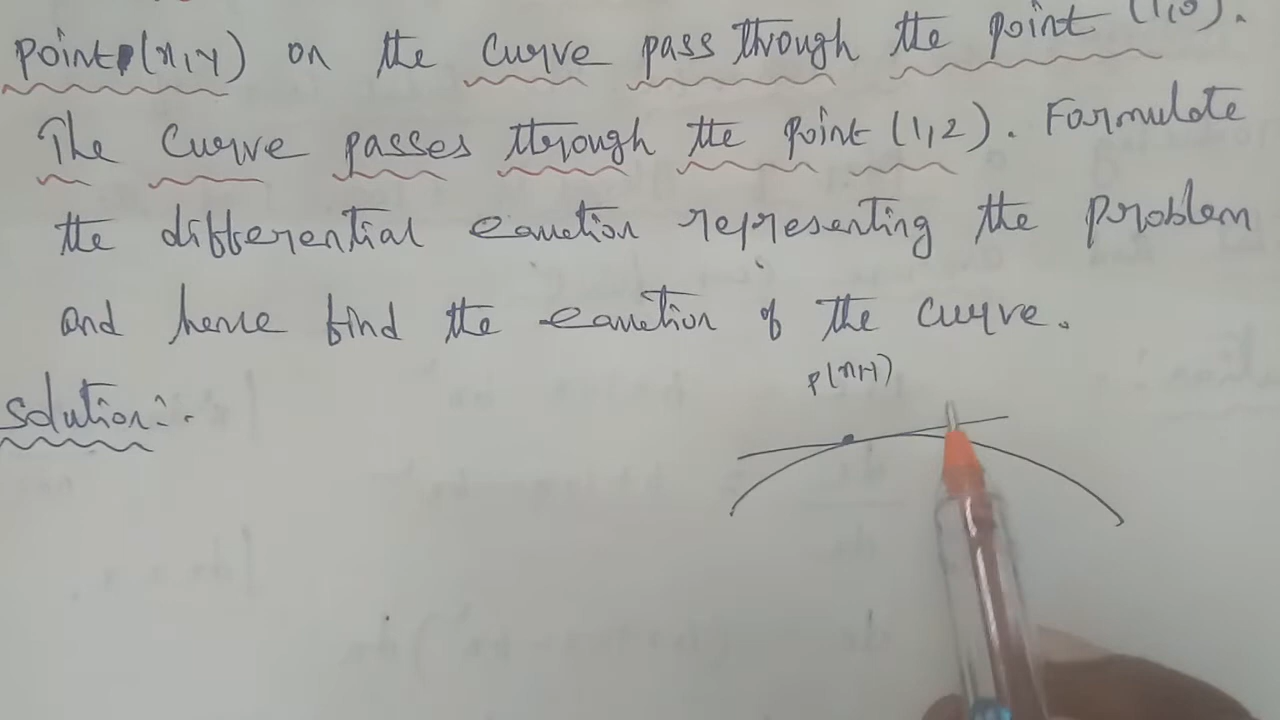 point P(x,y) on the curve pass through the point (1,0).
The curve passes through the point (1,2). Formulate
the differential equation representing the problem
and hence find the equation of the curve.
P(x,y)
Solution:-